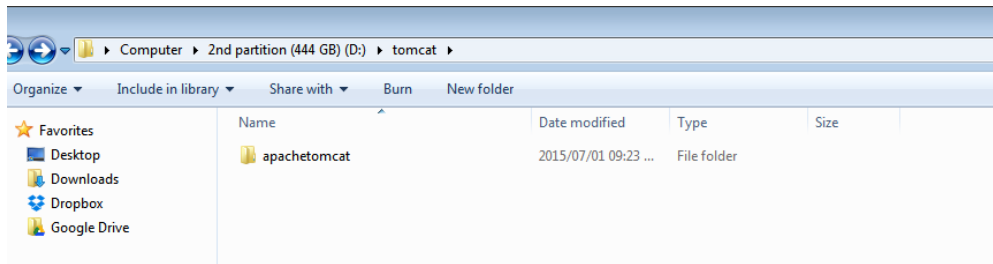 Computer 2nd partition (444 GB) (D:) tomcat
Organize Include in library Share with Burn New folder
Name Date modified Type Size
Favorites
Desktop
Downloads
Dropbox
Google Drive
apachetomcat 2015/07/01 09:23 ... File folder